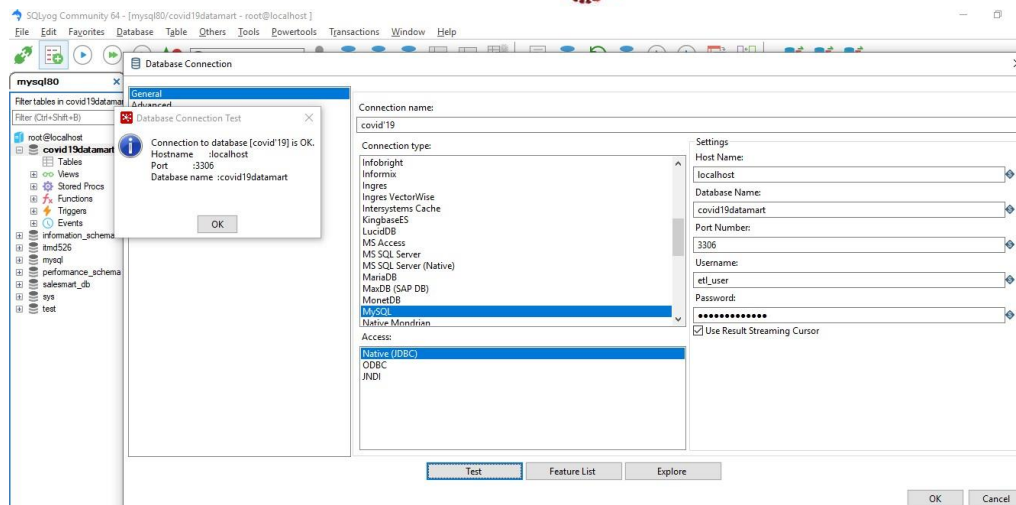 SQLyog Community 64 - [mysql80/covid19datamart - root@localhost ]
File Edit Favorites Database Table Others Tools Powertools Transactions Window Help
mysql80
Filter tables in covid19datamar
Filter (Ctrl+Shift+B)
root@localhost
covid19datamart
Tables
Views
Stored Procs
Functions
Triggers
Events
information_schema
itmd526
mysql
performance_schema
salesmart_db
sys
test
Database Connection
General
Advanced
Database Connection Test
Connection to database [covid'19] is OK.
Hostname :localhost
Port :3306
Database name :covid19datamart
OK
Connection name:
covid'19
Connection type:
Infobright
Informix
Ingres
Ingres VectorWise
Intersystems Cache
KingbaseES
LucidDB
MS Access
MS SQL Server
MS SQL Server (Native)
MariaDB
MaxDB (SAP DB)
MonetDB
MySQL
Native Mondrian
Access:
Native (JDBC)
ODBC
JNDI
Settings
Host Name:
localhost
Database Name:
covid19datamart
Port Number:
3306
Username:
etl_user
Password:
•••••••••••••
Use Result Streaming Cursor
Test Feature List Explore
OK Cancel